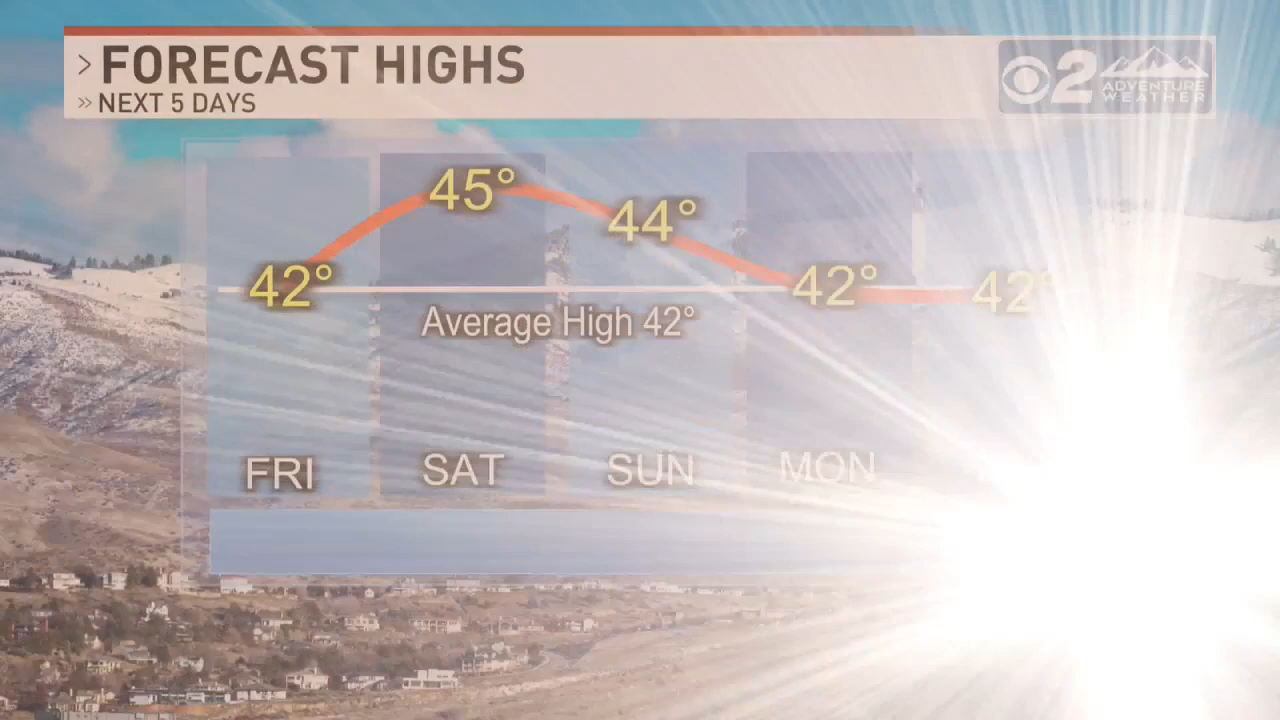 > FORECAST HIGHS
» NEXT 5 DAYS
2 ADVENTURE WEATHER
45°
44°
42°
42°
42°
Average High 42°
FRI
SAT
SUN
MON